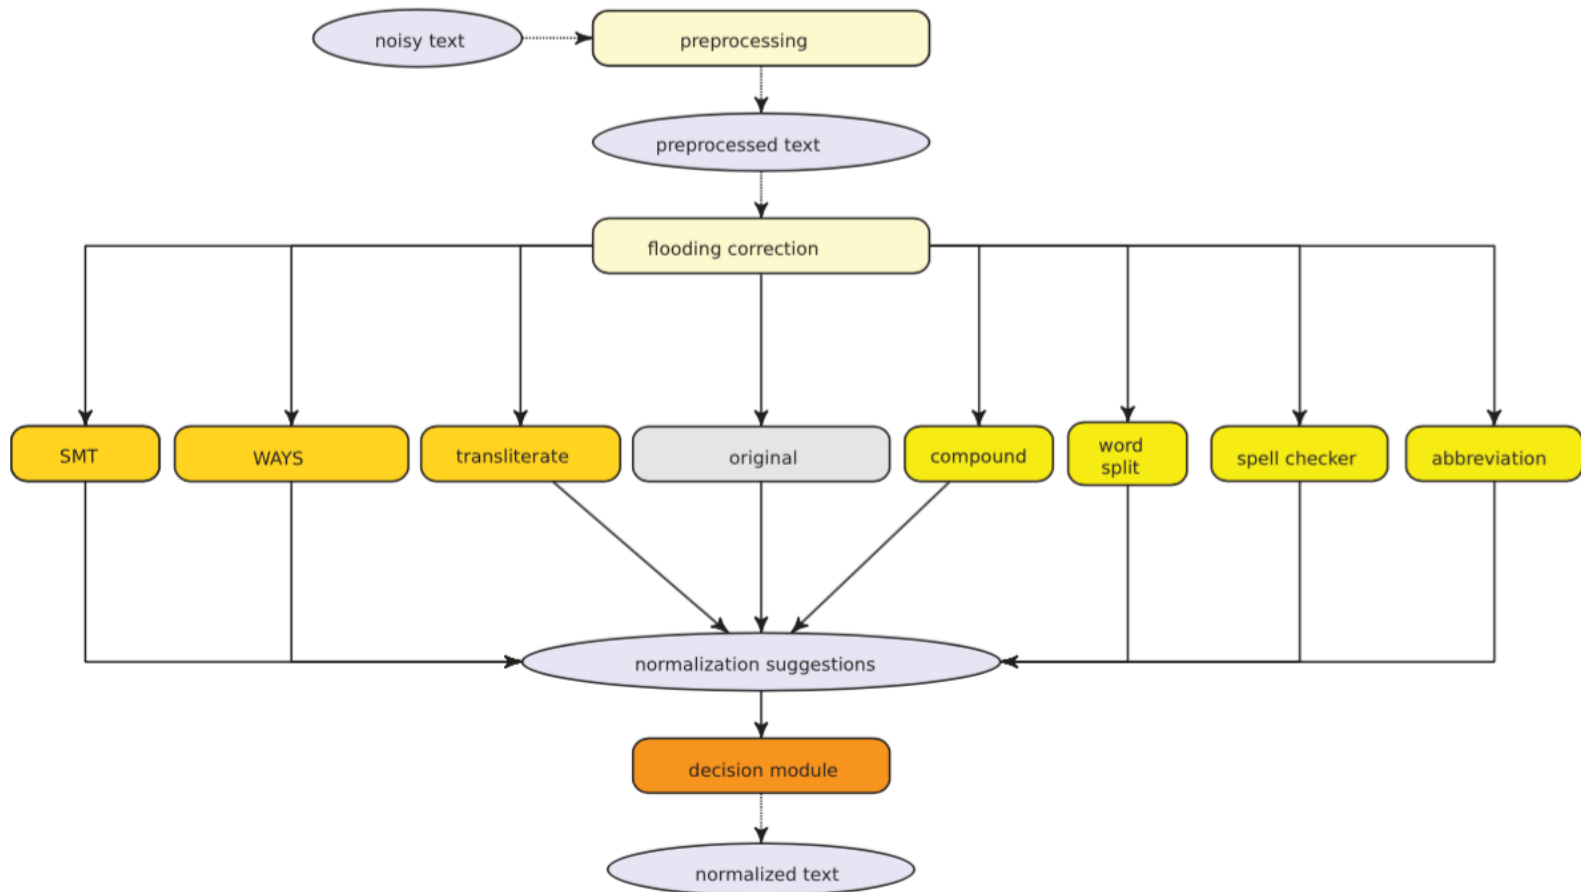 noisy text
preprocessing
preprocessed text
flooding correction
SMT
WAYS
transliterate
original
compound
word
split
spell checker
abbreviation
normalization suggestions
decision module
normalized text